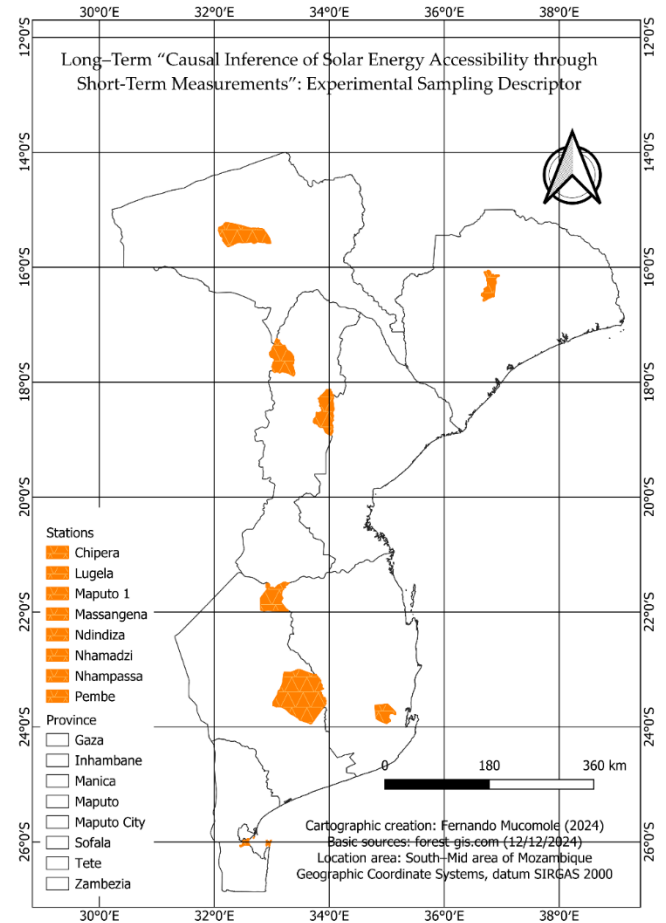 Long–Term “Causal Inference of Solar Energy Accessibility through
Short-Term Measurements”: Experimental Sampling Descriptor
30°0'E 32°0'E 34°0'E 36°0'E 38°0'E
12°0'S 12°0'S
14°0'S 14°0'S
16°0'S 16°0'S
18°0'S 18°0'S
20°0'S 20°0'S
22°0'S 22°0'S
24°0'S 24°0'S
26°0'S 26°0'S
Stations
Chipera
Lugela
Maputo 1
Massangena
Ndindiza
Nhamadzi
Nhampassa
Pembe
Province
Gaza
Inhambane
Manica
Maputo
Maputo City
Sofala
Tete
Zambezia
0 180 360 km
Cartographic creation: Fernando Mucomole (2024)
Basic sources: forest-gis.com (12/12/2024)
Location area: South–Mid area of Mozambique
Geographic Coordinate Systems, datum SIRGAS 2000
30°0'E 32°0'E 34°0'E 36°0'E 38°0'E